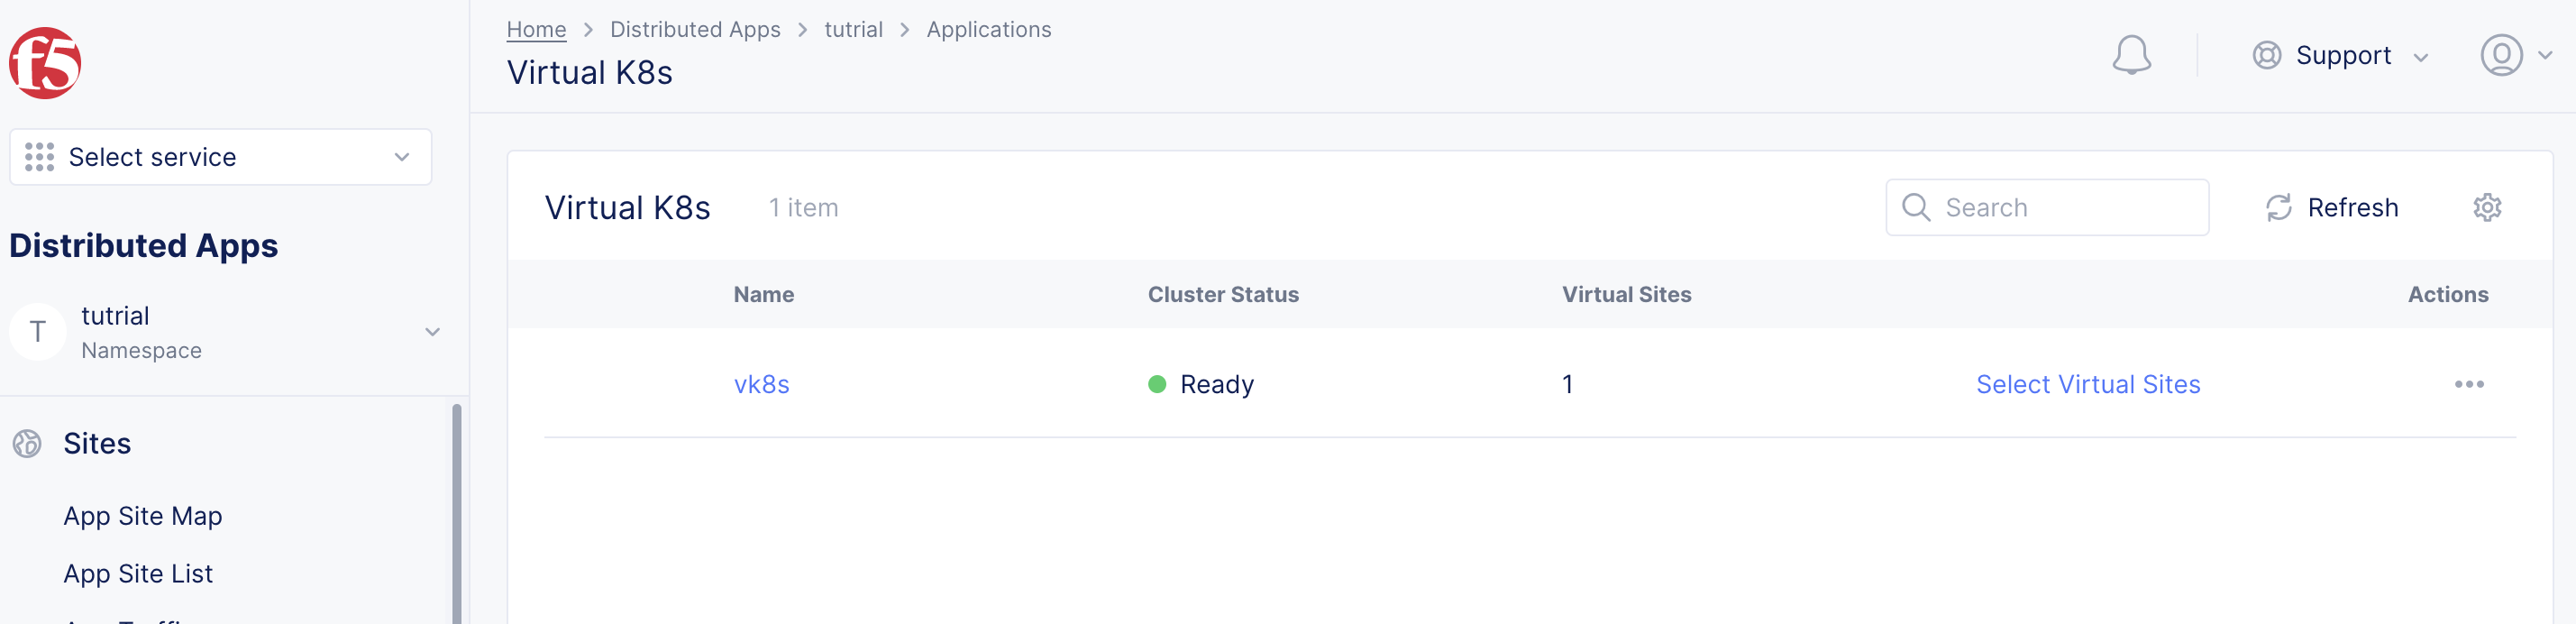 f5
Select service
Distributed Apps
T
tutrial
Namespace
Sites
App Site Map
App Site List
Home > Distributed Apps > tutrial > Applications
Virtual K8s
Support
Virtual K8s 1 item
Search
Refresh
Name Cluster Status Virtual Sites Actions
vk8s Ready 1 Select Virtual Sites